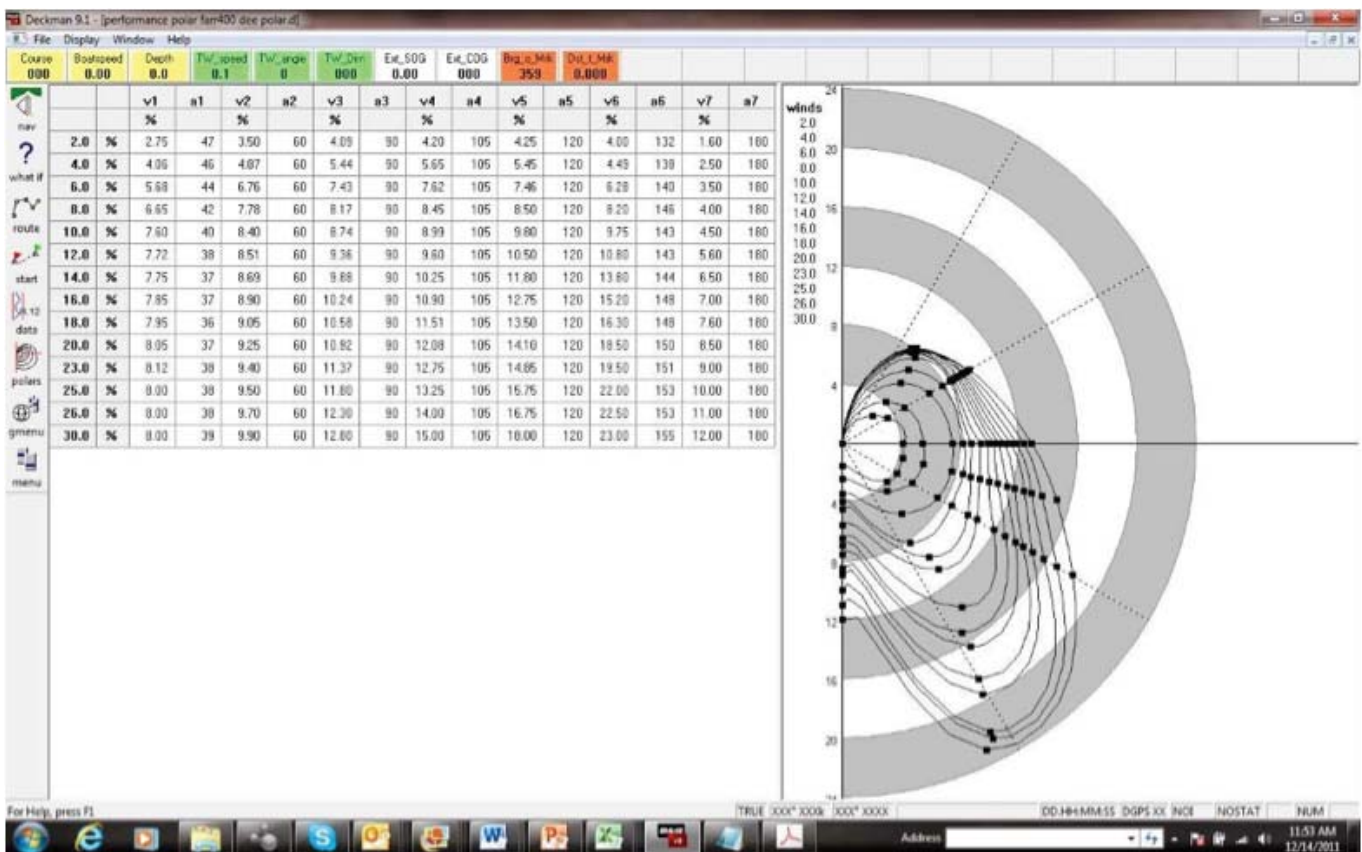 Deckman 9.1 - [performance polar farr400 dee polar.d]
File Display Window Help
Course Boatspeed Depth TW_speed TW_angle TW_Dirn Ext_SOG Ext_COG Brg_o_Mrk Dst_t_Mrk
000 0.00 0.0 0.1 0 000 0.00 000 359 0.000
v1 a1 v2 a2 v3 a3 v4 a4 v5 a5 v6 a6 v7 a7
% % % % % % %
2.0 % 2.75 47 3.50 60 4.09 90 4.20 105 4.25 120 4.00 132 1.60 180
4.0 % 4.06 46 4.87 60 5.44 90 5.65 105 5.45 120 4.49 138 2.50 180
6.0 % 5.68 44 6.76 60 7.43 90 7.62 105 7.46 120 6.28 140 3.50 180
8.0 % 6.65 42 7.78 60 8.17 90 8.45 105 8.50 120 8.20 146 4.00 180
10.0 % 7.60 40 8.40 60 8.74 90 8.99 105 9.80 120 9.75 143 4.50 180
12.0 % 7.72 38 8.51 60 9.36 90 9.60 105 10.50 120 10.80 143 5.60 180
14.0 % 7.75 37 8.69 60 9.88 90 10.25 105 11.80 120 13.80 144 6.50 180
16.0 % 7.85 37 8.90 60 10.24 90 10.90 105 12.75 120 15.20 148 7.00 180
18.0 % 7.95 36 9.05 60 10.58 90 11.51 105 13.50 120 16.30 148 7.60 180
20.0 % 8.05 37 9.25 60 10.92 90 12.08 105 14.10 120 18.50 150 8.50 180
23.0 % 8.12 38 9.40 60 11.37 90 12.75 105 14.85 120 19.50 151 9.00 180
25.0 % 8.00 38 9.50 60 11.80 90 13.25 105 15.75 120 22.00 153 10.00 180
26.0 % 8.00 38 9.70 60 12.30 90 14.00 105 16.75 120 22.50 153 11.00 180
30.0 % 8.00 39 9.90 60 12.80 90 15.00 105 18.00 120 23.00 155 12.00 180
nav
?
what if
route
start
data
polars
gmenu
menu
winds
2.0
4.0
6.0
8.0
10.0
12.0
14.0
16.0
18.0
20.0
23.0
25.0
26.0
30.0
24
20
16
12
8
4
4
8
12
16
20
For Help, press F1
TRUE XXX° XXXk XXX° XXXX DD:HH:MM:SS DGPS XX NOI NOSTAT NUM
Address
11:53 AM
12/14/2011